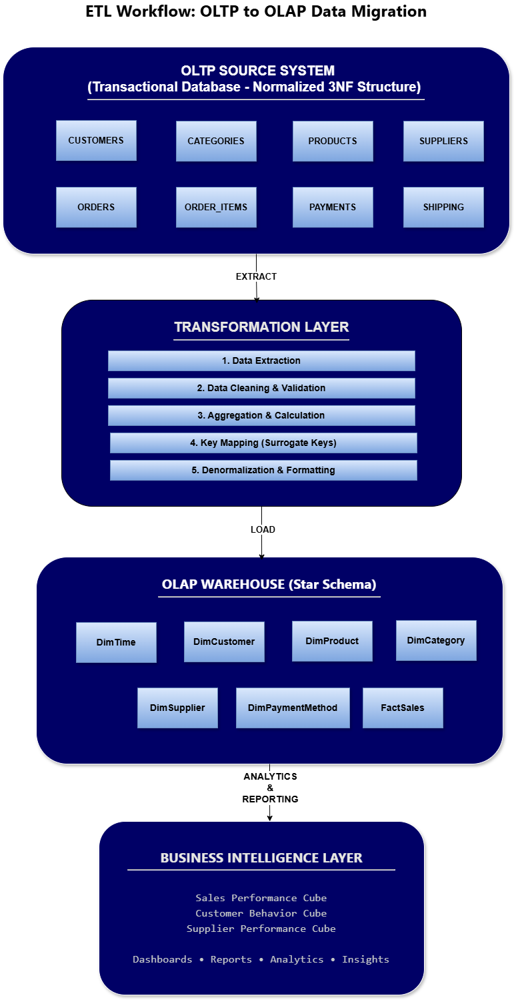 ETL Workflow: OLTP to OLAP Data Migration
OLTP SOURCE SYSTEM
(Transactional Database - Normalized 3NF Structure)
CUSTOMERS
CATEGORIES
PRODUCTS
SUPPLIERS
ORDERS
ORDER_ITEMS
PAYMENTS
SHIPPING
EXTRACT
TRANSFORMATION LAYER
1. Data Extraction
2. Data Cleaning & Validation
3. Aggregation & Calculation
4. Key Mapping (Surrogate Keys)
5. Denormalization & Formatting
LOAD
OLAP WAREHOUSE (Star Schema)
DimTime
DimCustomer
DimProduct
DimCategory
DimSupplier
DimPaymentMethod
FactSales
ANALYTICS
&
REPORTING
BUSINESS INTELLIGENCE LAYER
Sales Performance Cube
Customer Behavior Cube
Supplier Performance Cube
Dashboards • Reports • Analytics • Insights